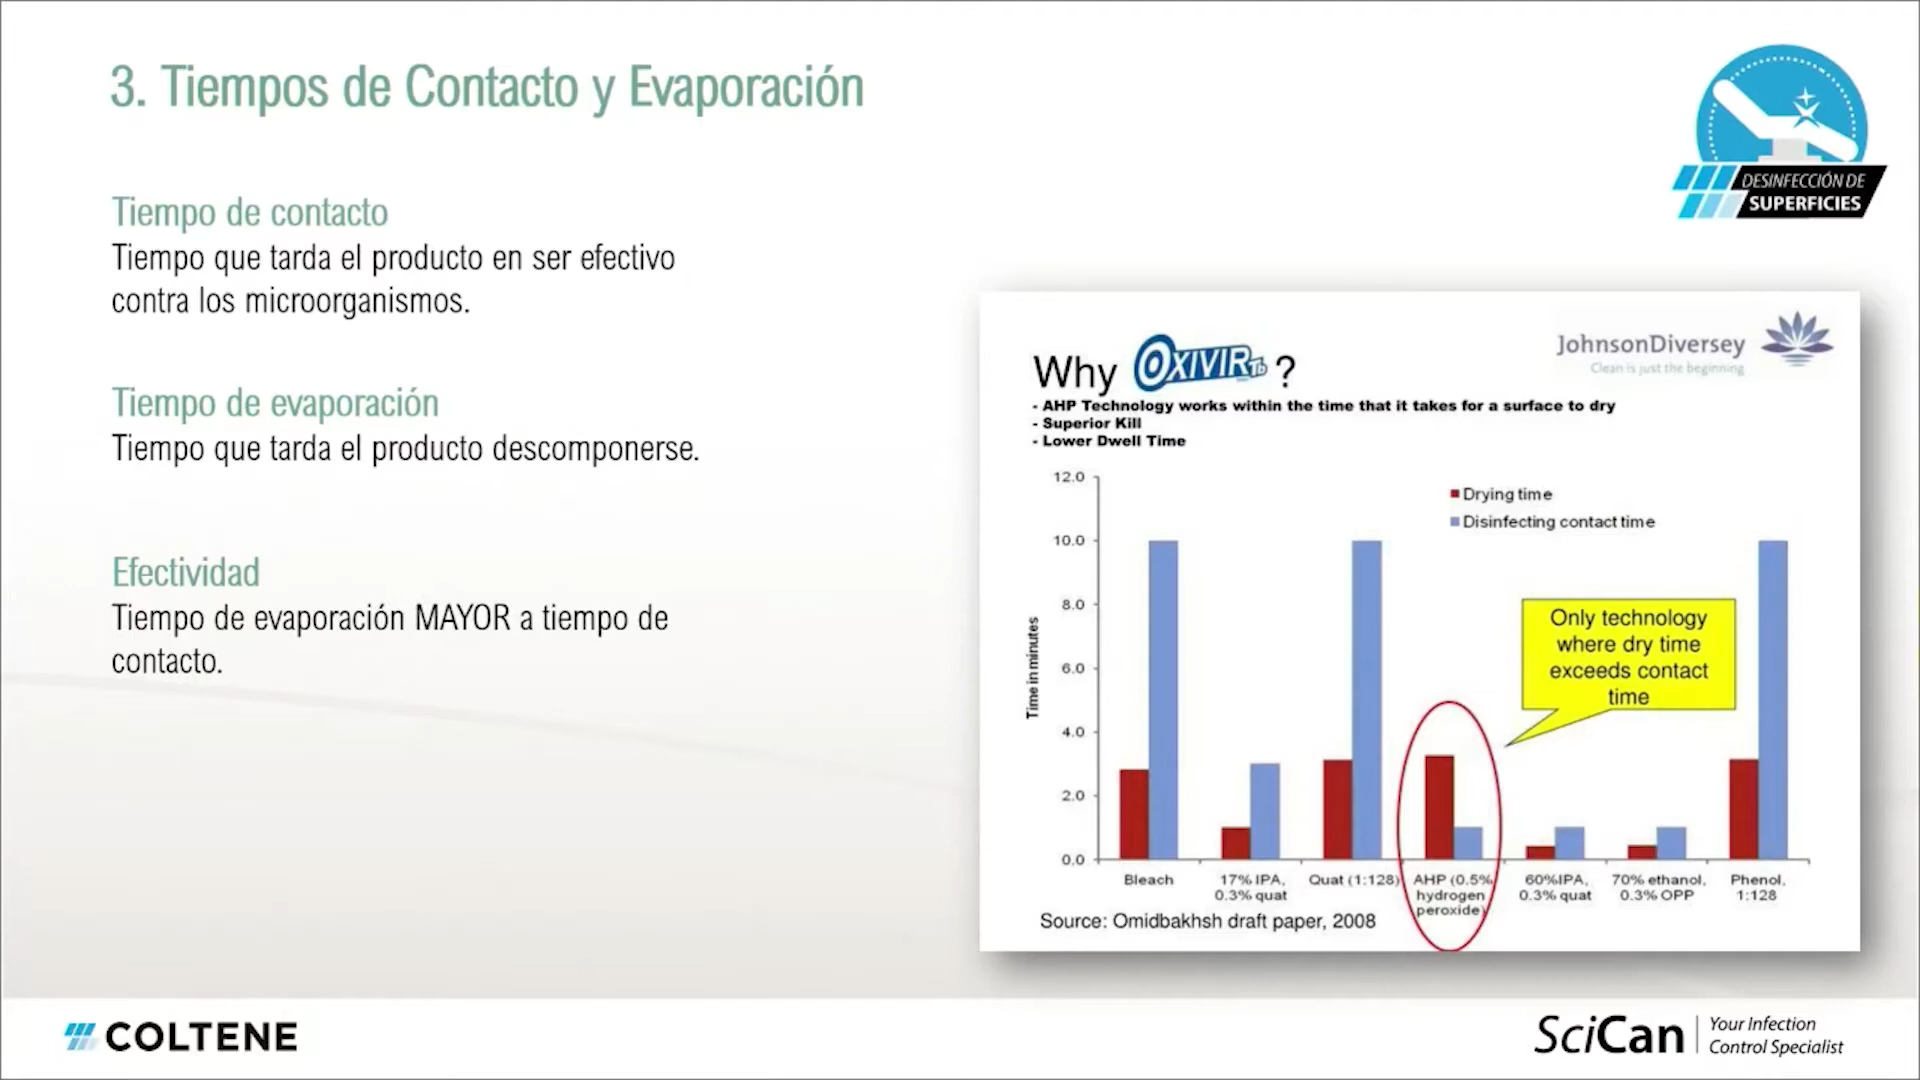 3. Tiempos de Contacto y Evaporación
DESINFECCIÓN DE
SUPERFICIES
Tiempo de contacto
Tiempo que tarda el producto en ser efectivo
contra los microorganismos.
Tiempo de evaporación
Tiempo que tarda el producto descomponerse.
Efectividad
Tiempo de evaporación MAYOR a tiempo de
contacto.
JohnsonDiversey
Clean is just the beginning
Why OXIVIR Tb ?
- AHP Technology works within the time that it takes for a surface to dry
- Superior Kill
- Lower Dwell Time
12.0
10.0
8.0
6.0
4.0
2.0
0.0
Time in minutes
Drying time
Disinfecting contact time
Only technology
where dry time
exceeds contact
time
Bleach
17% IPA,
0.3% quat
Quat (1:128)
AHP (0.5%
hydrogen
peroxide)
60%IPA,
0.3% quat
70% ethanol,
0.3% OPP
Phenol,
1:128
Source: Omidbakhsh draft paper, 2008
COLTENE
SciCan
Your Infection
Control Specialist